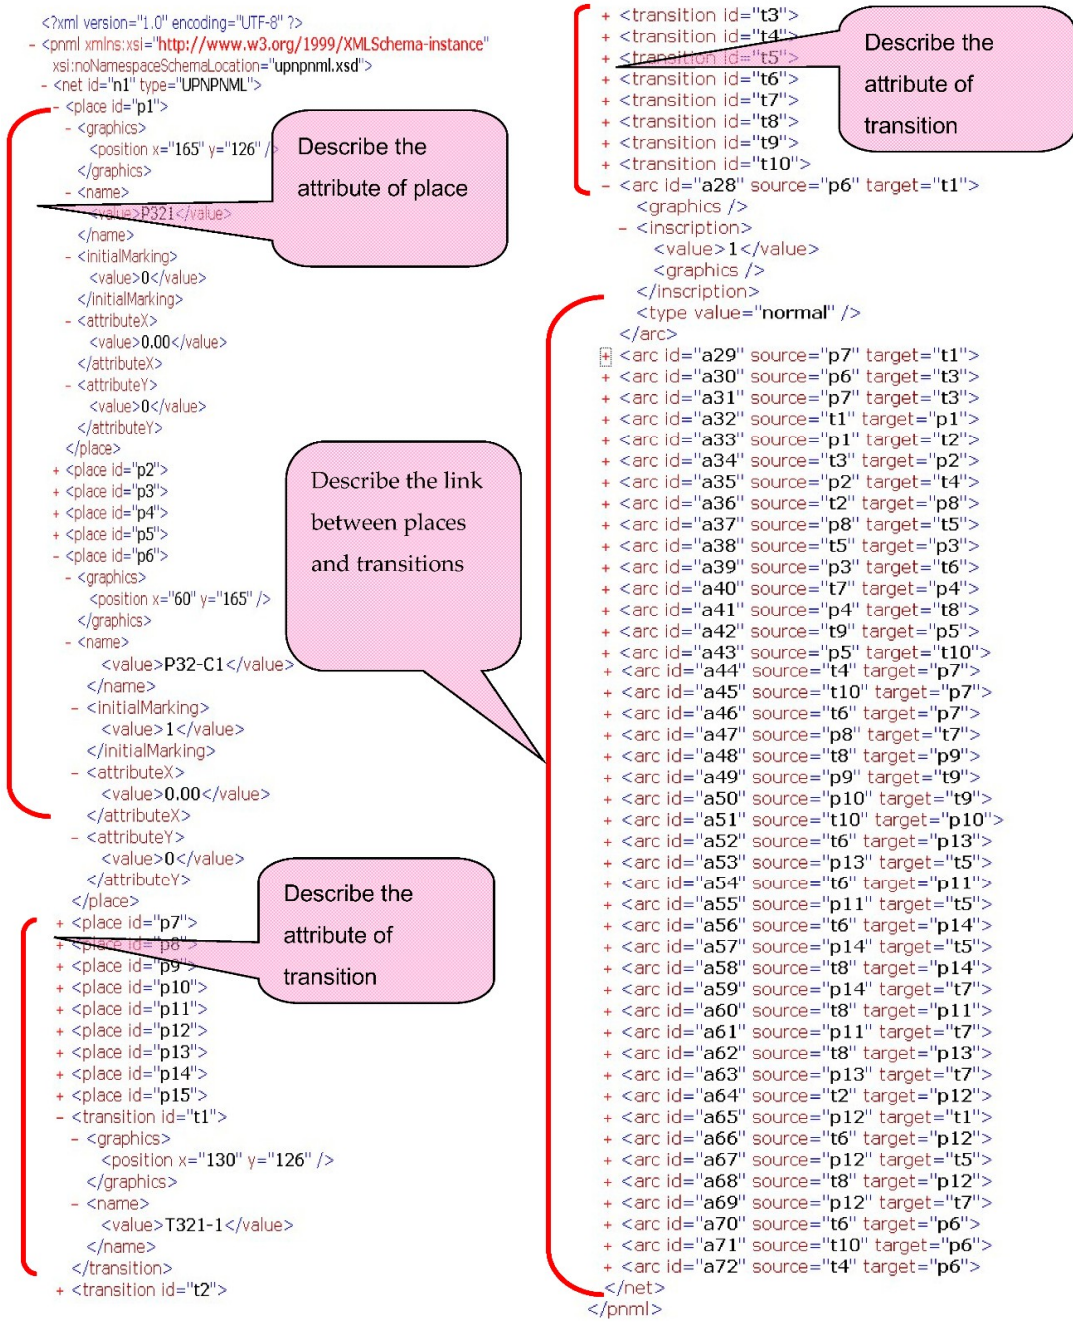 <?xml version="1.0" encoding="UTF-8" ?>
- <pnml xmlns:xsi="http://www.w3.org/1999/XMLSchema-instance"
xsi:noNamespaceSchemaLocation="upnpnml.xsd">
- <net id="n1" type="UPNPNML">
- <place id="p1">
- <graphics>
<position x="165" y="126" />
</graphics>
- <name>
<value>P321</value>
</name>
- <initialMarking>
<value>0</value>
</initialMarking>
- <attributeX>
<value>0.00</value>
</attributeX>
- <attributeY>
<value>0</value>
</attributeY>
</place>
+ <place id="p2">
+ <place id="p3">
+ <place id="p4">
+ <place id="p5">
- <place id="p6">
- <graphics>
<position x="60" y="165" />
</graphics>
- <name>
<value>P32-C1</value>
</name>
- <initialMarking>
<value>1</value>
</initialMarking>
- <attributeX>
<value>0.00</value>
</attributeX>
- <attributeY>
<value>0</value>
</attributeY>
</place>
+ <place id="p7">
+ <place id="p8">
+ <place id="p9">
+ <place id="p10">
+ <place id="p11">
+ <place id="p12">
+ <place id="p13">
+ <place id="p14">
+ <place id="p15">
- <transition id="t1">
- <graphics>
<position x="130" y="126" />
</graphics>
- <name>
<value>T321-1</value>
</name>
</transition>
+ <transition id="t2">
Describe the
attribute of place
Describe the link
between places
and transitions
Describe the
attribute of
transition
+ <transition id="t3">
+ <transition id="t4">
+ <transition id="t5">
+ <transition id="t6">
+ <transition id="t7">
+ <transition id="t8">
+ <transition id="t9">
+ <transition id="t10">
- <arc id="a28" source="p6" target="t1">
<graphics />
- <inscription>
<value>1</value>
<graphics />
</inscription>
<type value="normal" />
</arc>
+ <arc id="a29" source="p7" target="t1">
+ <arc id="a30" source="p6" target="t3">
+ <arc id="a31" source="p7" target="t3">
+ <arc id="a32" source="t1" target="p1">
+ <arc id="a33" source="p1" target="t2">
+ <arc id="a34" source="t3" target="p2">
+ <arc id="a35" source="p2" target="t4">
+ <arc id="a36" source="t2" target="p8">
+ <arc id="a37" source="p8" target="t5">
+ <arc id="a38" source="t5" target="p3">
+ <arc id="a39" source="p3" target="t6">
+ <arc id="a40" source="t7" target="p4">
+ <arc id="a41" source="p4" target="t8">
+ <arc id="a42" source="t9" target="p5">
+ <arc id="a43" source="p5" target="t10">
+ <arc id="a44" source="t4" target="p7">
+ <arc id="a45" source="t10" target="p7">
+ <arc id="a46" source="t6" target="p7">
+ <arc id="a47" source="p8" target="t7">
+ <arc id="a48" source="t8" target="p9">
+ <arc id="a49" source="p9" target="t9">
+ <arc id="a50" source="p10" target="t9">
+ <arc id="a51" source="t10" target="p10">
+ <arc id="a52" source="t6" target="p13">
+ <arc id="a53" source="p13" target="t5">
+ <arc id="a54" source="t6" target="p11">
+ <arc id="a55" source="p11" target="t5">
+ <arc id="a56" source="t6" target="p14">
+ <arc id="a57" source="p14" target="t5">
+ <arc id="a58" source="t8" target="p14">
+ <arc id="a59" source="p14" target="t7">
+ <arc id="a60" source="t8" target="p11">
+ <arc id="a61" source="p11" target="t7">
+ <arc id="a62" source="t8" target="p13">
+ <arc id="a63" source="p13" target="t7">
+ <arc id="a64" source="t2" target="p12">
+ <arc id="a65" source="p12" target="t1">
+ <arc id="a66" source="t6" target="p12">
+ <arc id="a67" source="p12" target="t5">
+ <arc id="a68" source="t8" target="p12">
+ <arc id="a69" source="p12" target="t7">
+ <arc id="a70" source="t6" target="p6">
+ <arc id="a71" source="t10" target="p6">
+ <arc id="a72" source="t4" target="p6">
</net>
</pnml>
Describe the
attribute of
transition